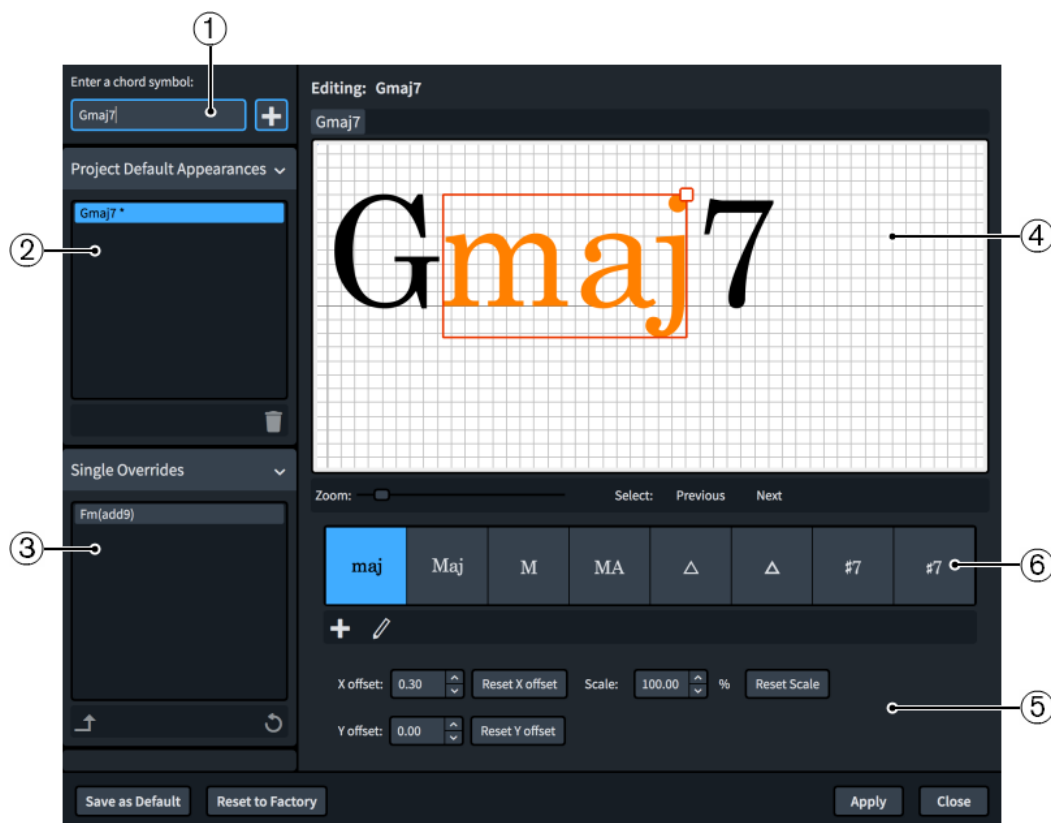 ①
Enter a chord symbol:
Gmaj7
Editing: Gmaj7
Gmaj7
Project Default Appearances
Gmaj7 *
②
Gmaj7
④
Single Overrides
Fm(add9)
③
Zoom:
Select: Previous Next
maj Maj M MA △ △ ♯7 ♯7
⑥
X offset: 0.30 Reset X offset Scale: 100.00 % Reset Scale
⑤
Y offset: 0.00 Reset Y offset
Save as Default Reset to Factory Apply Close